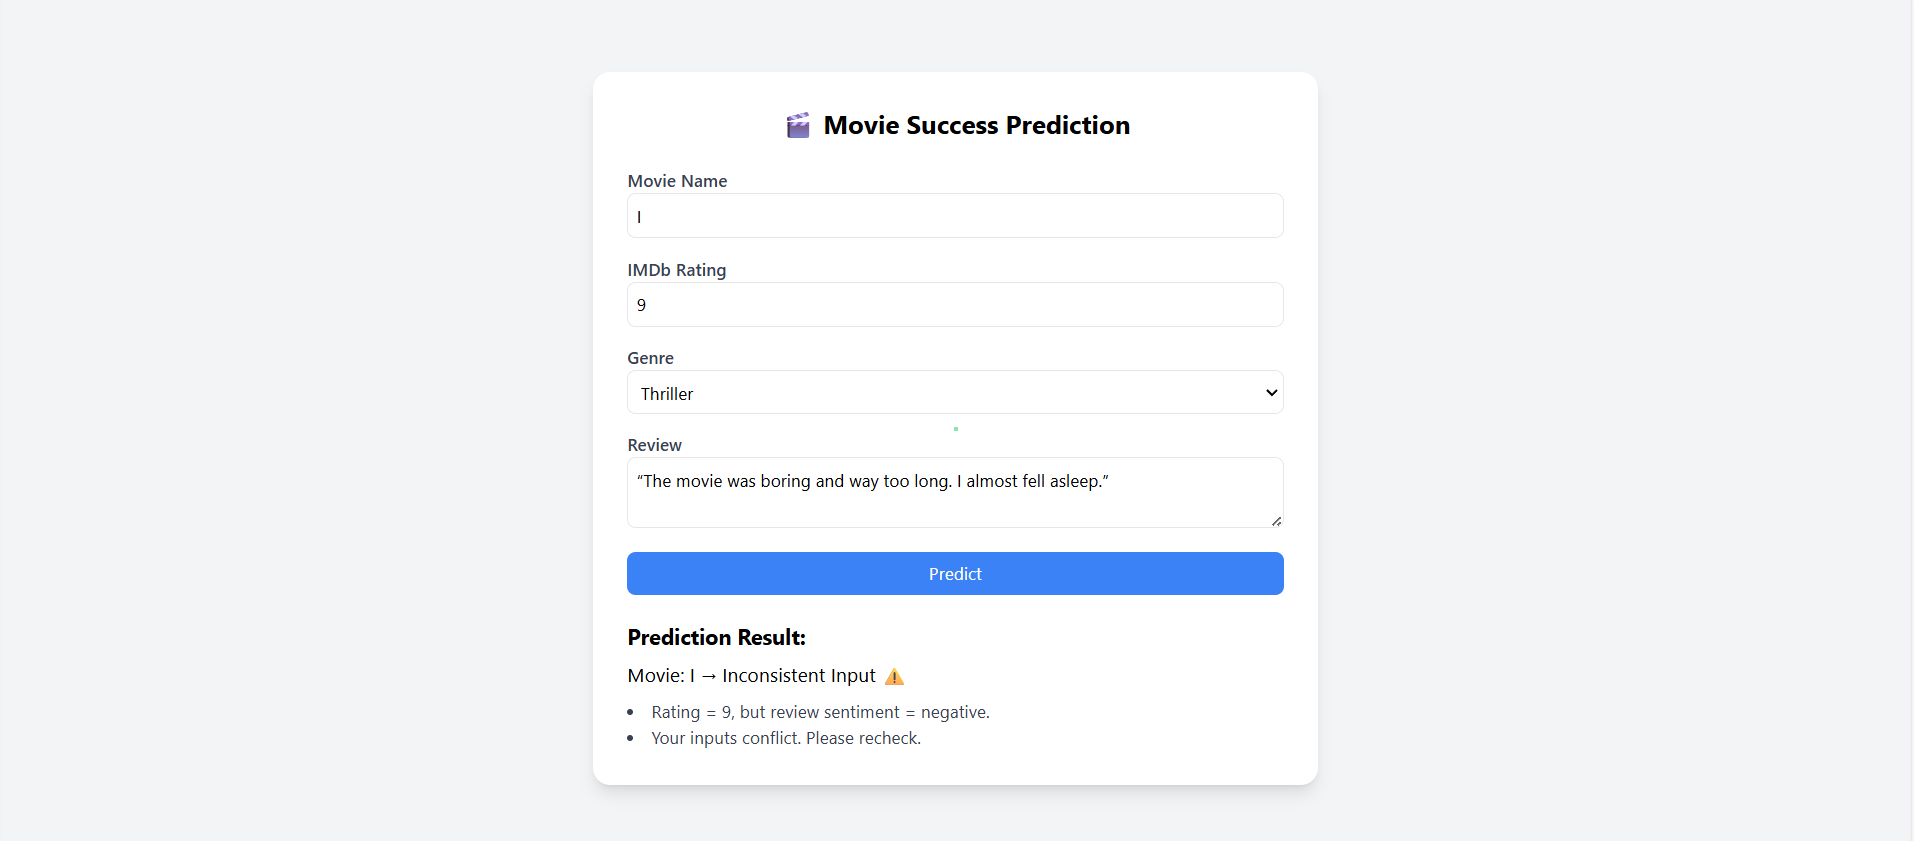 Movie Success Prediction
Movie Name
I
IMDb Rating
9
Genre
Thriller
Review
“The movie was boring and way too long. I almost fell asleep.”
Predict
Prediction Result:
Movie: I → Inconsistent Input ⚠️
• Rating = 9, but review sentiment = negative.
• Your inputs conflict. Please recheck.